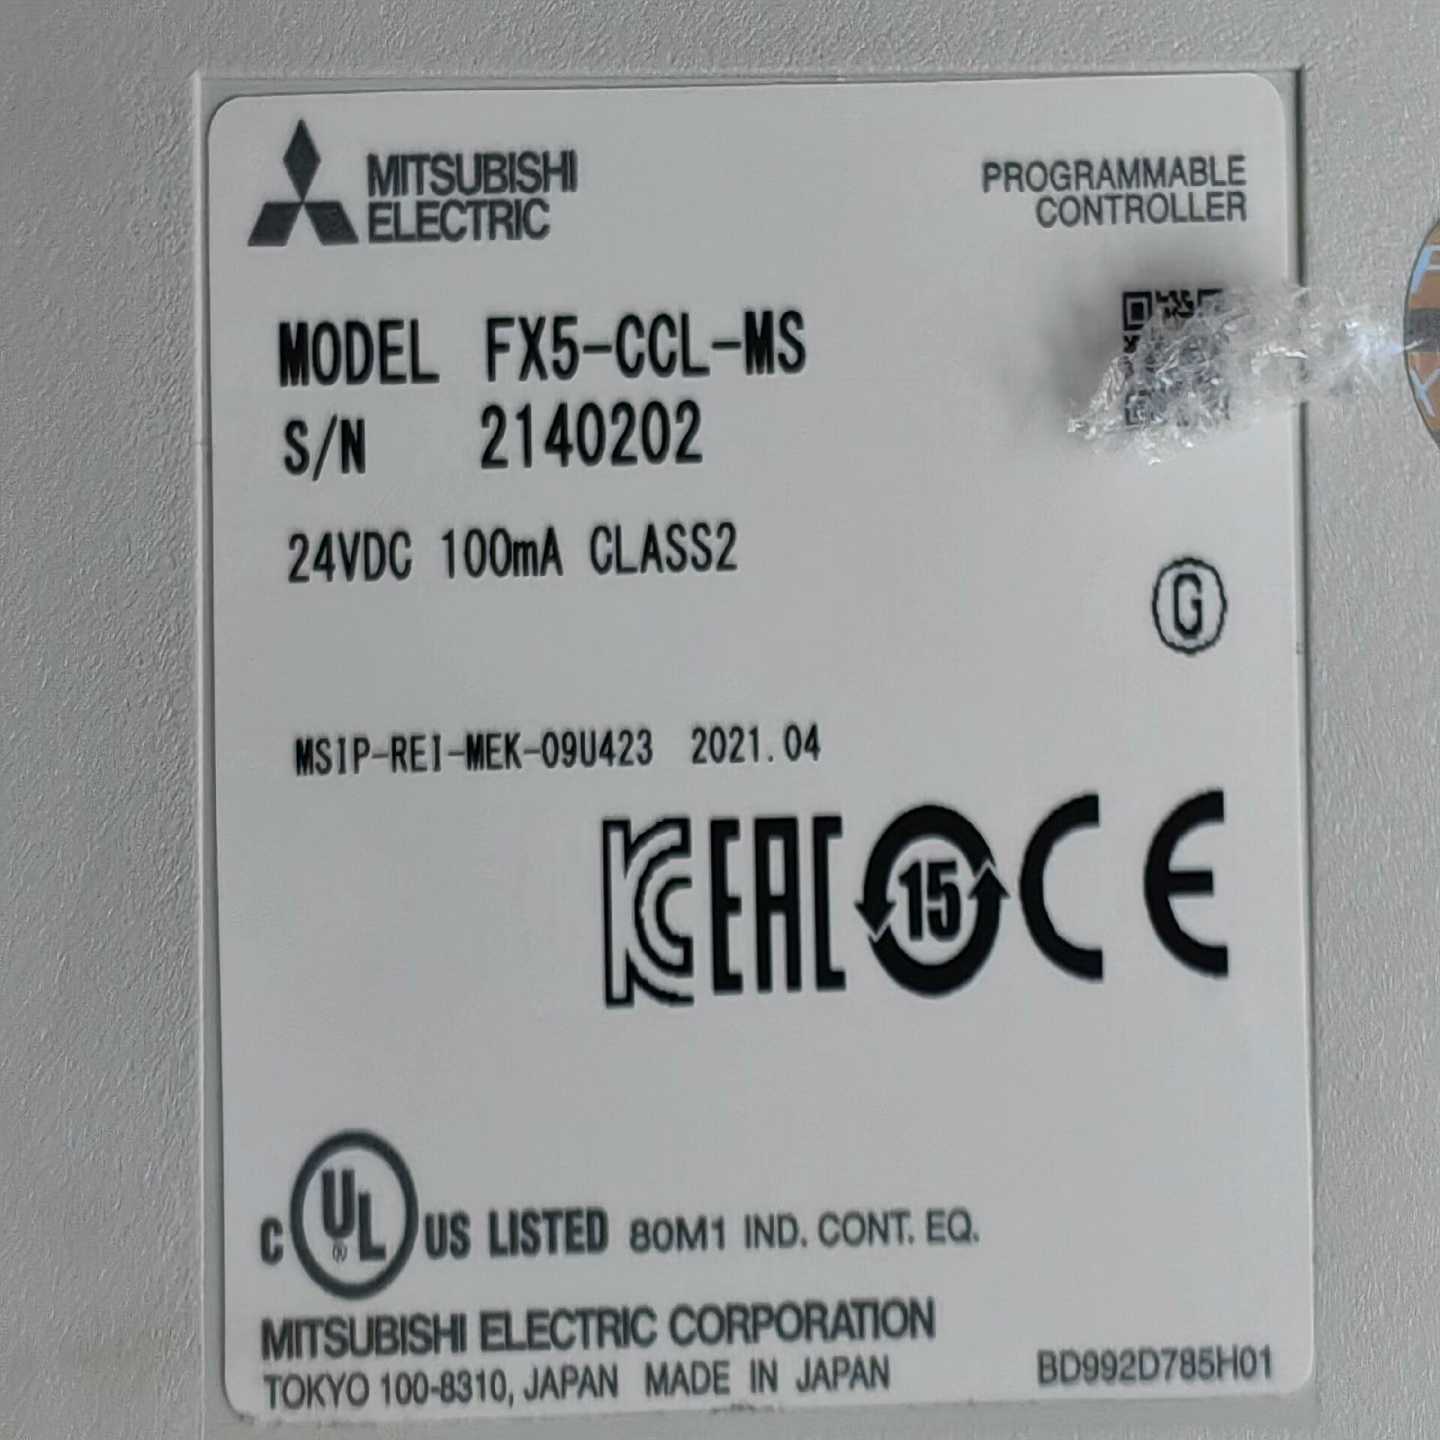 MITSUBISHI
ELECTRIC
PROGRAMMABLE
CONTROLLER
MODEL FX5-CCL-MS
S/N 2140202
24VDC 100mA CLASS2
G
MSIP-REI-MEK-09U423 2021.04
KC EAC 15 CE
C UL® US LISTED 80M1 IND. CONT. EQ.
MITSUBISHI ELECTRIC CORPORATION
TOKYO 100-8310, JAPAN MADE IN JAPAN
BD992D785H01